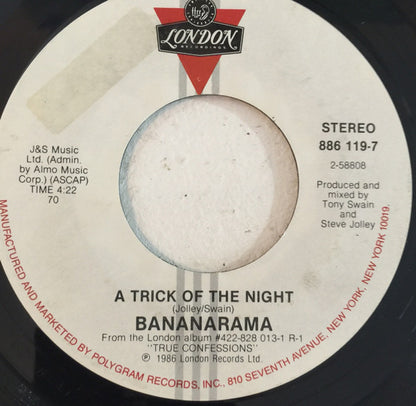 LONDON
RECORDINGS
J&S Music
Ltd. (Admin.
by Almo Music
Corp.) (ASCAP)
TIME 4:22
70
STEREO
886 119-7
2-58808
Produced and
mixed by
Tony Swain
and
Steve Jolley
A TRICK OF THE NIGHT
(Jolley/Swain)
BANANARAMA
From the London album #422-828 013-1 R-1
"TRUE CONFESSIONS"
℗ 1986 London Records Ltd.
MANUFACTURED AND MARKETED BY POLYGRAM RECORDS, INC., 810 SEVENTH AVENUE, NEW YORK, NEW YORK 10019.